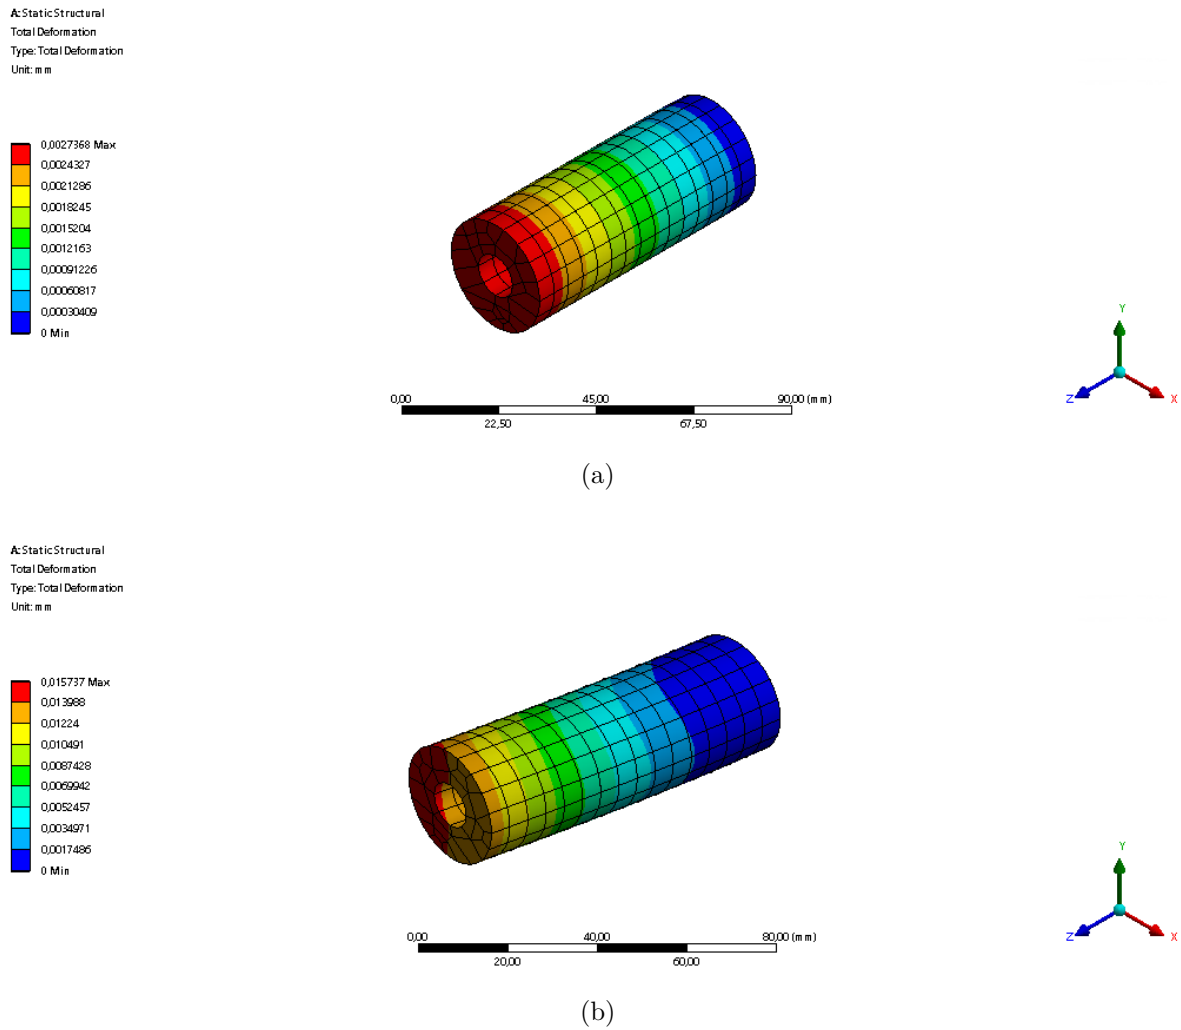 A: Static Structural
Total Deformation
Type: Total Deformation
Unit: mm
0,0027368 Max
0,0024327
0,0021286
0,0018245
0,0015204
0,0012163
0,00091226
0,00060817
0,00030409
0 Min
Y
Z
X
0,00 45,00 90,00 (mm)
22,50 67,50
(a)
A: Static Structural
Total Deformation
Type: Total Deformation
Unit: mm
0,015737 Max
0,013988
0,01224
0,010491
0,0087428
0,0069942
0,0052457
0,0034971
0,0017486
0 Min
Y
Z
X
0,00 40,00 80,00 (mm)
20,00 60,00
(b)